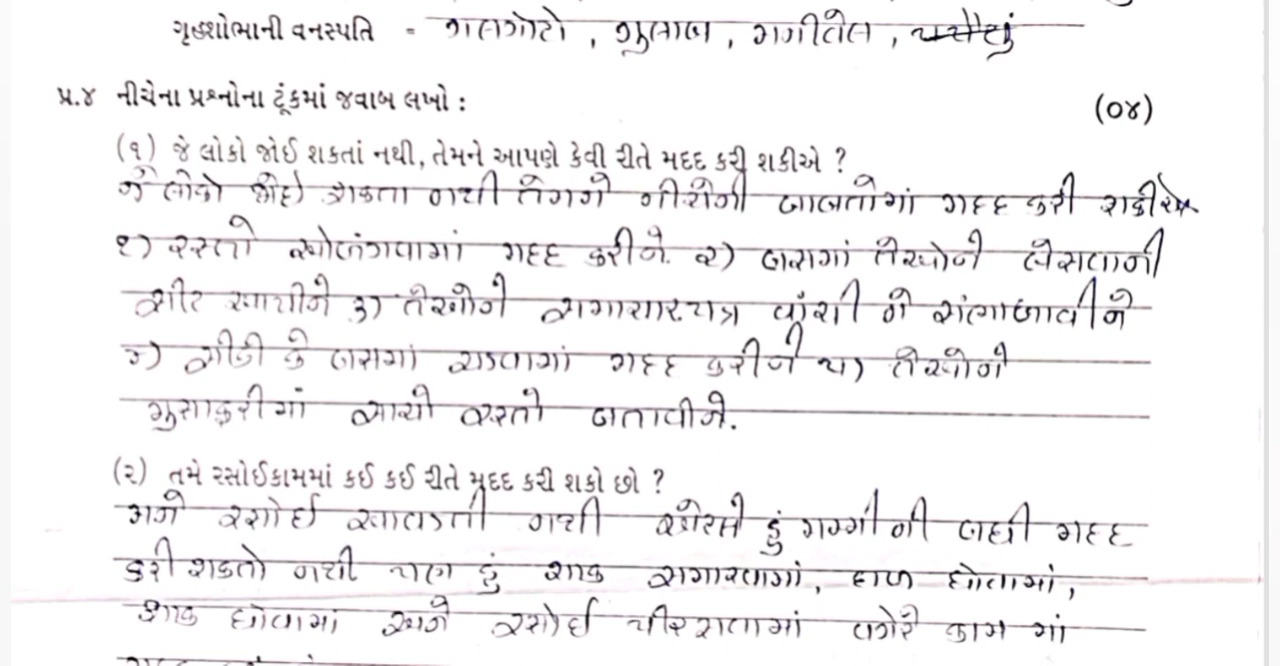 ગૃહશોભાની વનસ્પતિ - ગલગોટો, ગુલાબ, મનીવેલ,
પ્ર.૪ નીચેના પ્રશ્નોના ટૂંકમાં જવાબ લખો : (૦૪)
(૧) જે લોકો જોઈ શકતાં નથી, તેમને આપણે કેવી રીતે મદદ કરી શકીએ ?
જે લોકો જોઈ શકતા નથી તેમને નીચેની બાબતોમાં મદદ કરી શકીએ
૧) રસ્તો ઓળંગવામાં મદદ કરીને. ૨) બસમાં તેઓને બેસવાની
સીટ આપીને ૩) તેઓને સમાચારપત્ર વાંચી ને સંભળાવીને
૪) સીડી કે બસમાં ચડવામાં મદદ કરીને ૫) તેઓને
મુસાફરીમાં સાચો રસ્તો બતાવીને.
(૨) તમે રસોઈકામમાં કઈ કઈ રીતે મદદ કરી શકો છો ?
મને રસોઈ આવડતી નથી એટલે હું મમ્મી ની બધી મદદ
કરી શકતો નથી પણ હું શાક સમારવામાં, દાળ ધોવામાં,
શાક ધોવામાં અને રસોઈ પીરસવામાં વગેરે કામ માં